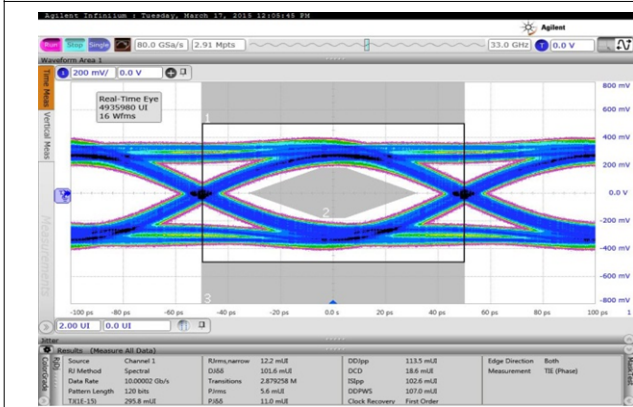 Agilent Infiniium : Tuesday, March 17, 2015 12:05:45 PM
Agilent
Run Stop Single 80.0 GSa/s 2.91 Mpts 33.0 GHz T 0.0 V
Waveform Area 1
1 200 mV/ 0.0 V
Time Meas
Vertical Meas
Measurements
Real-Time Eye
4935980 UI
16 Wfms
1
2
3
800 mV
600 mV
400 mV
200 mV
0.0 V
-200 mV
-400 mV
-600 mV
-800 mV
-100 ps -80 ps -60 ps -40 ps -20 ps 0.0 s 20 ps 40 ps 60 ps 80 ps 100 ps
2.00 UI 0.0 UI
Jitter
Results (Measure All Data)
Color Grade
RJDJ
Mask Test
Source Channel 1 RJrms,narrow 12.2 mUI DDJpp 113.5 mUI Edge Direction Both
RJ Method Spectral DJδδ 101.6 mUI DCD 18.6 mUI Measurement TIE (Phase)
Data Rate 10.00002 Gb/s Transitions 2.879258 M ISIpp 102.6 mUI
Pattern Length 120 bits PJrms 5.6 mUI DDPWS 107.0 mUI
TJ(1E-15) 295.8 mUI PJδδ 11.0 mUI Clock Recovery First Order